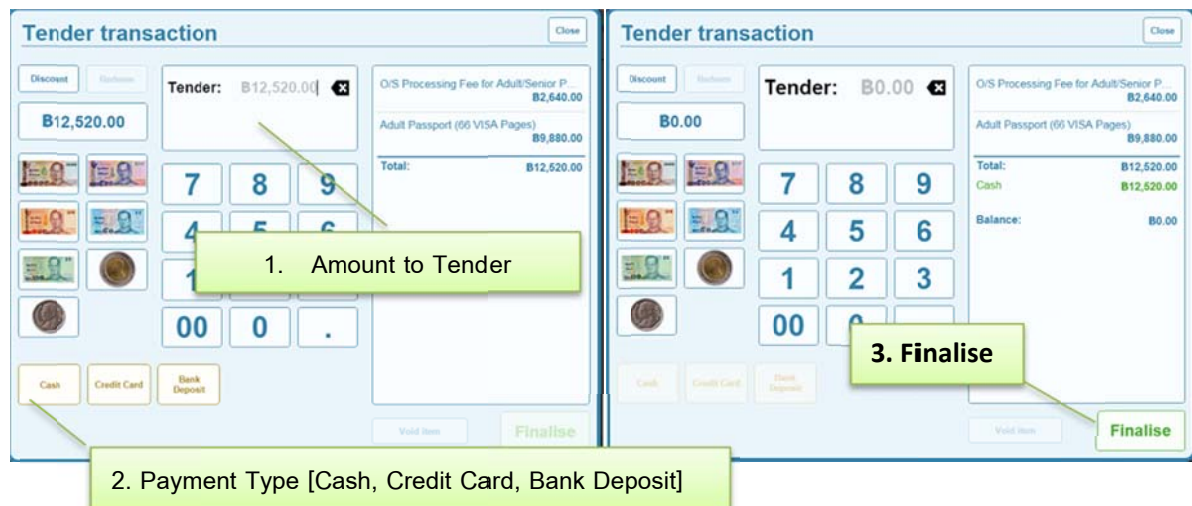 Tender transaction
Close
Discount
Redeem
฿12,520.00
Tender: ฿12,520.00
O/S Processing Fee for Adult/Senior P...
฿2,640.00
Adult Passport (66 VISA Pages)
฿9,880.00
Total: ฿12,520.00
7 8 9
4 5 6
1
00 0 .
1. Amount to Tender
Cash
Credit Card
Bank
Deposit
Void item
Finalise
2. Payment Type [Cash, Credit Card, Bank Deposit]
Tender transaction
Close
Discount
฿0.00
Tender: ฿0.00
O/S Processing Fee for Adult/Senior P...
฿2,640.00
Adult Passport (66 VISA Pages)
฿9,880.00
Total: ฿12,520.00
Cash ฿12,520.00
Balance: ฿0.00
7 8 9
4 5 6
1 2 3
00 0
3. Finalise
Cash
Credit Card
Bank
Deposit
Void item
Finalise